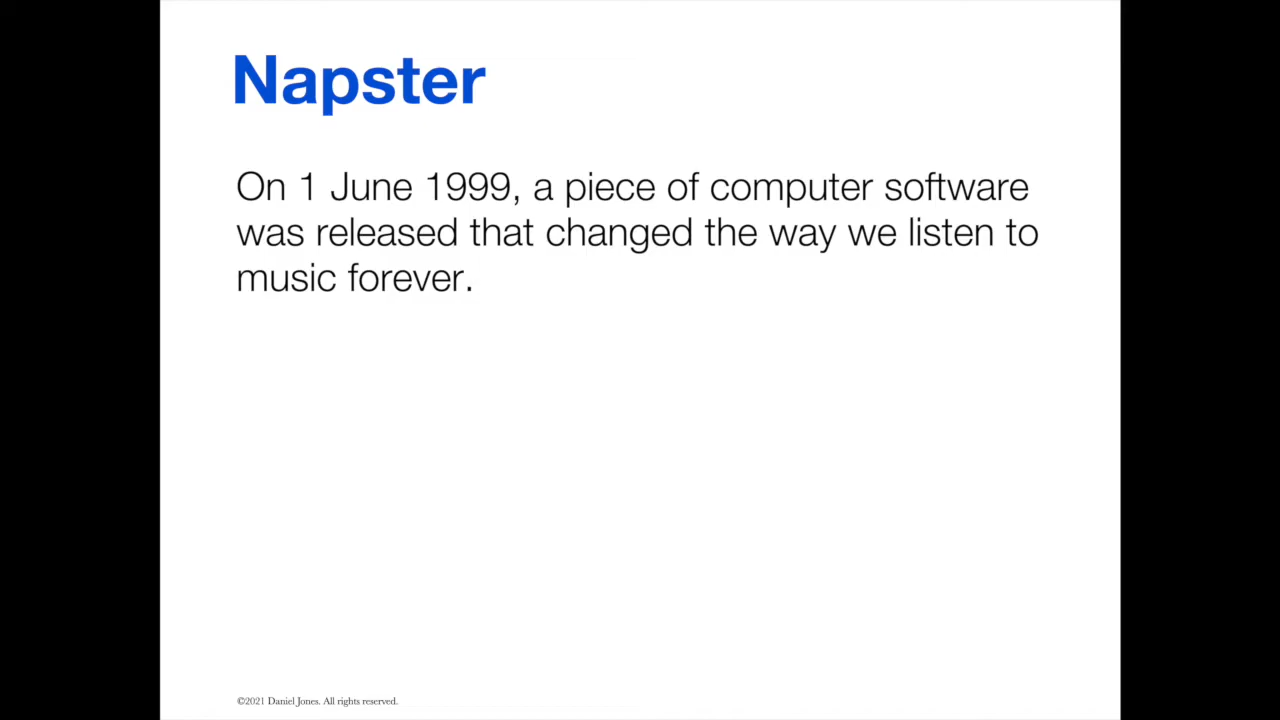 Napster
On 1 June 1999, a piece of computer software
was released that changed the way we listen to
music forever.
©2021 Daniel Jones. All rights reserved.